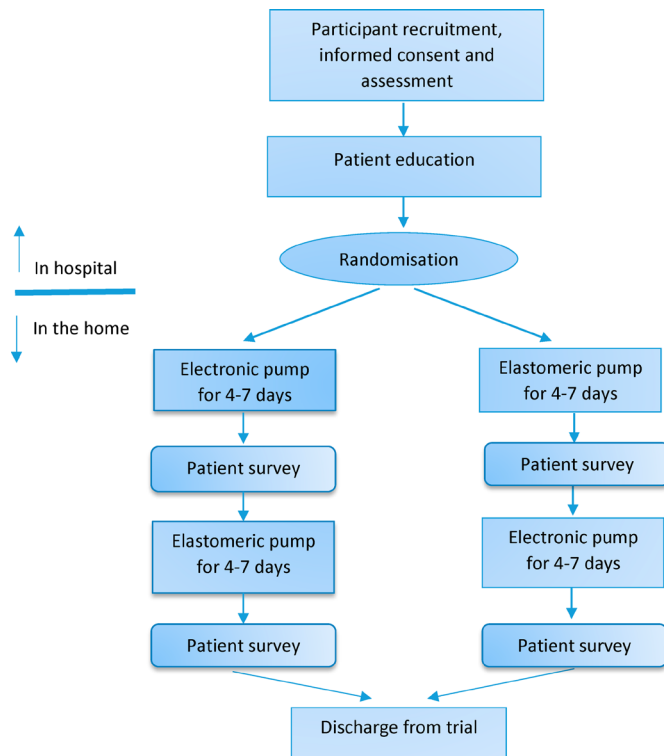 Participant recruitment,
informed consent and
assessment
Patient education
Randomisation
In hospital
In the home
Electronic pump
for 4-7 days
Elastomeric pump
for 4-7 days
Patient survey
Patient survey
Elastomeric pump
for 4-7 days
Electronic pump
for 4-7 days
Patient survey
Patient survey
Discharge from trial